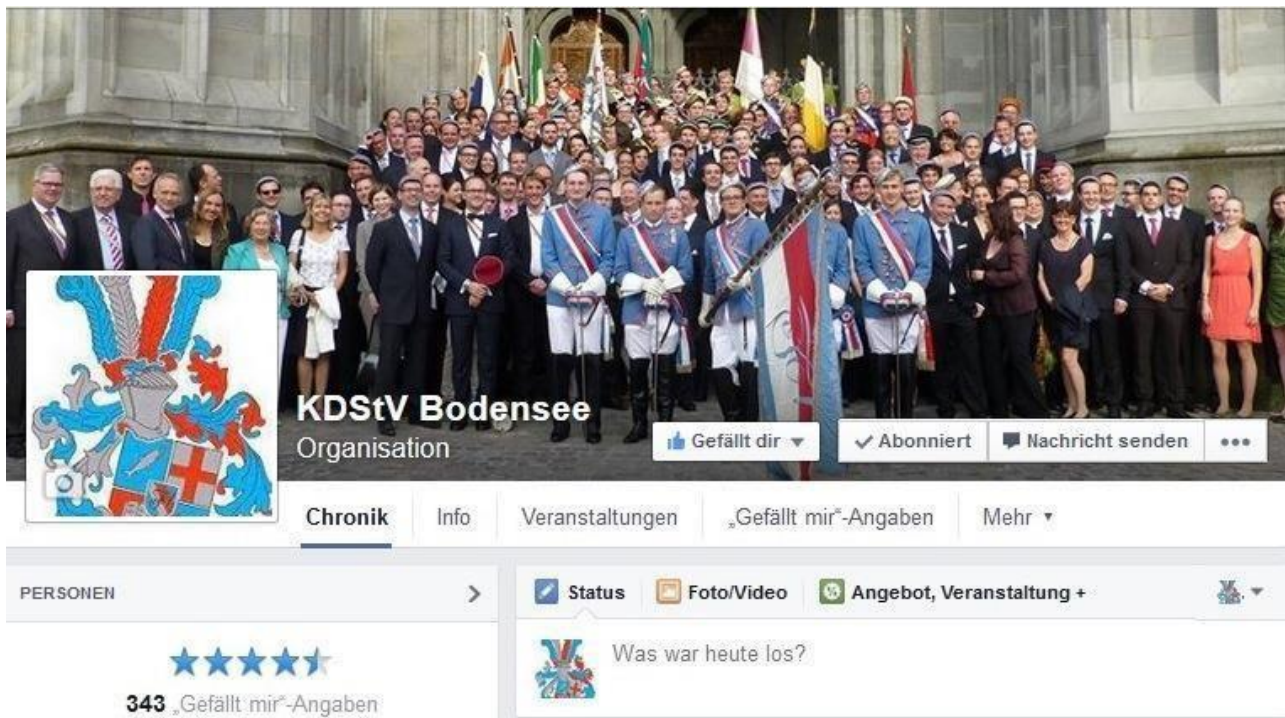 KDStV Bodensee
Organisation
Gefällt dir
Abonniert
Nachricht senden
Chronik
Info
Veranstaltungen
„Gefällt mir“-Angaben
Mehr
PERSONEN
343 „Gefällt mir“-Angaben
Status
Foto/Video
Angebot, Veranstaltung +
Was war heute los?